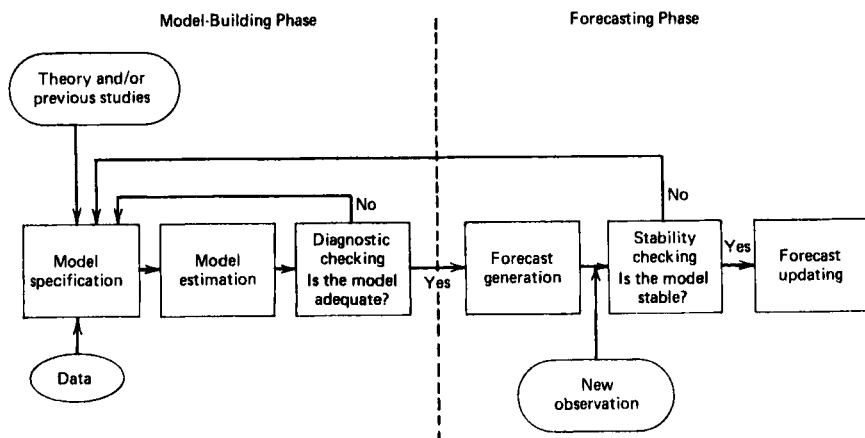 Model-Building Phase
Forecasting Phase
Theory and/or
previous studies
No
No
Model
specification
Model
estimation
Diagnostic
checking
Is the model
adequate?
Yes
Forecast
generation
Stability
checking
Is the model
stable?
Yes
Forecast
updating
Data
New
observation